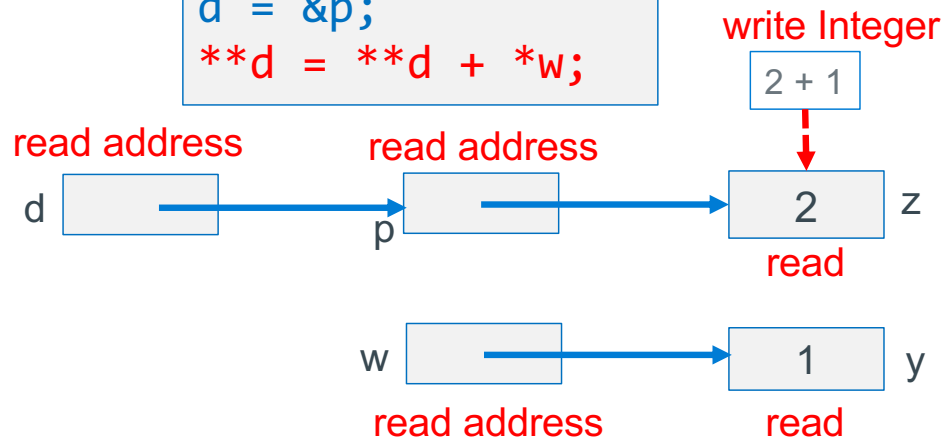 d = &p;
**d = **d + *w;
write Integer
2 + 1
read address
read address
d
p
2
z
read
w
1
y
read address
read